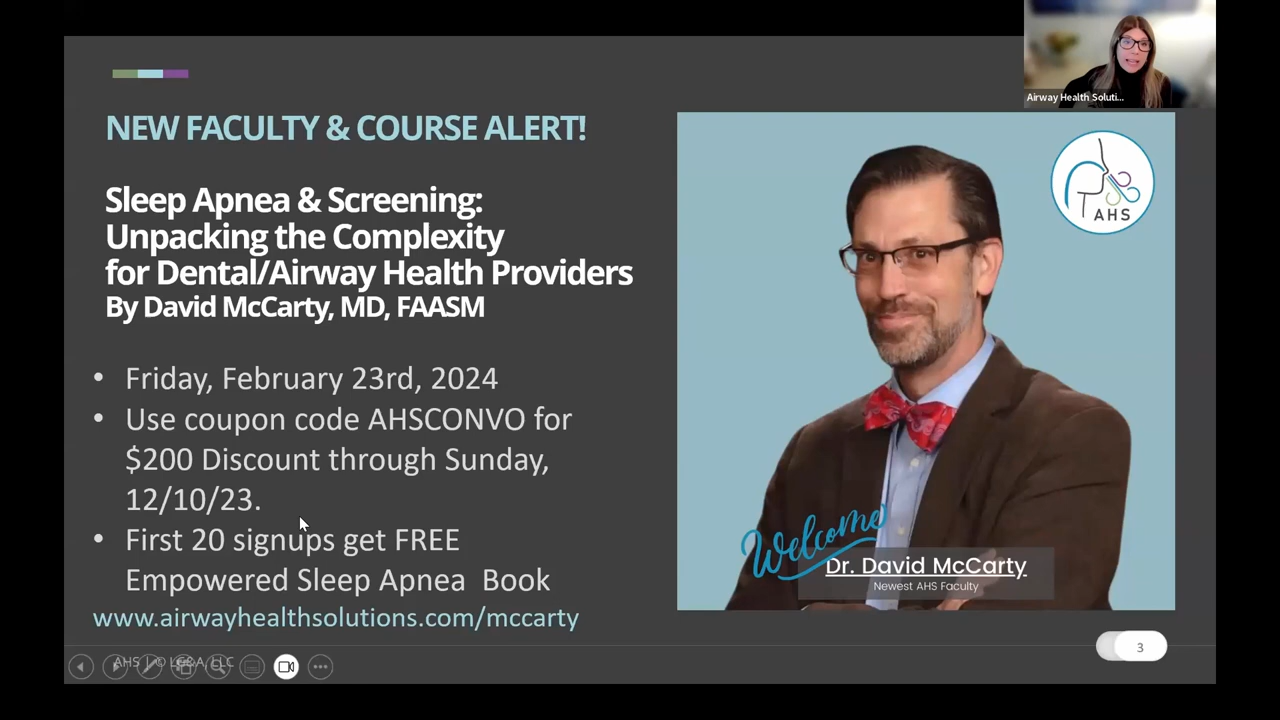 Airway Health Soluti...
NEW FACULTY & COURSE ALERT!
Sleep Apnea & Screening:
Unpacking the Complexity
for Dental/Airway Health Providers
By David McCarty, MD, FAASM
• Friday, February 23rd, 2024
• Use coupon code AHSCONVO for
$200 Discount through Sunday,
12/10/23.
• First 20 signups get FREE
Empowered Sleep Apnea Book
www.airwayhealthsolutions.com/mccarty
AHS
Welcome
Dr. David McCarty
Newest AHS Faculty
AHS | © LGRA, LLC
3